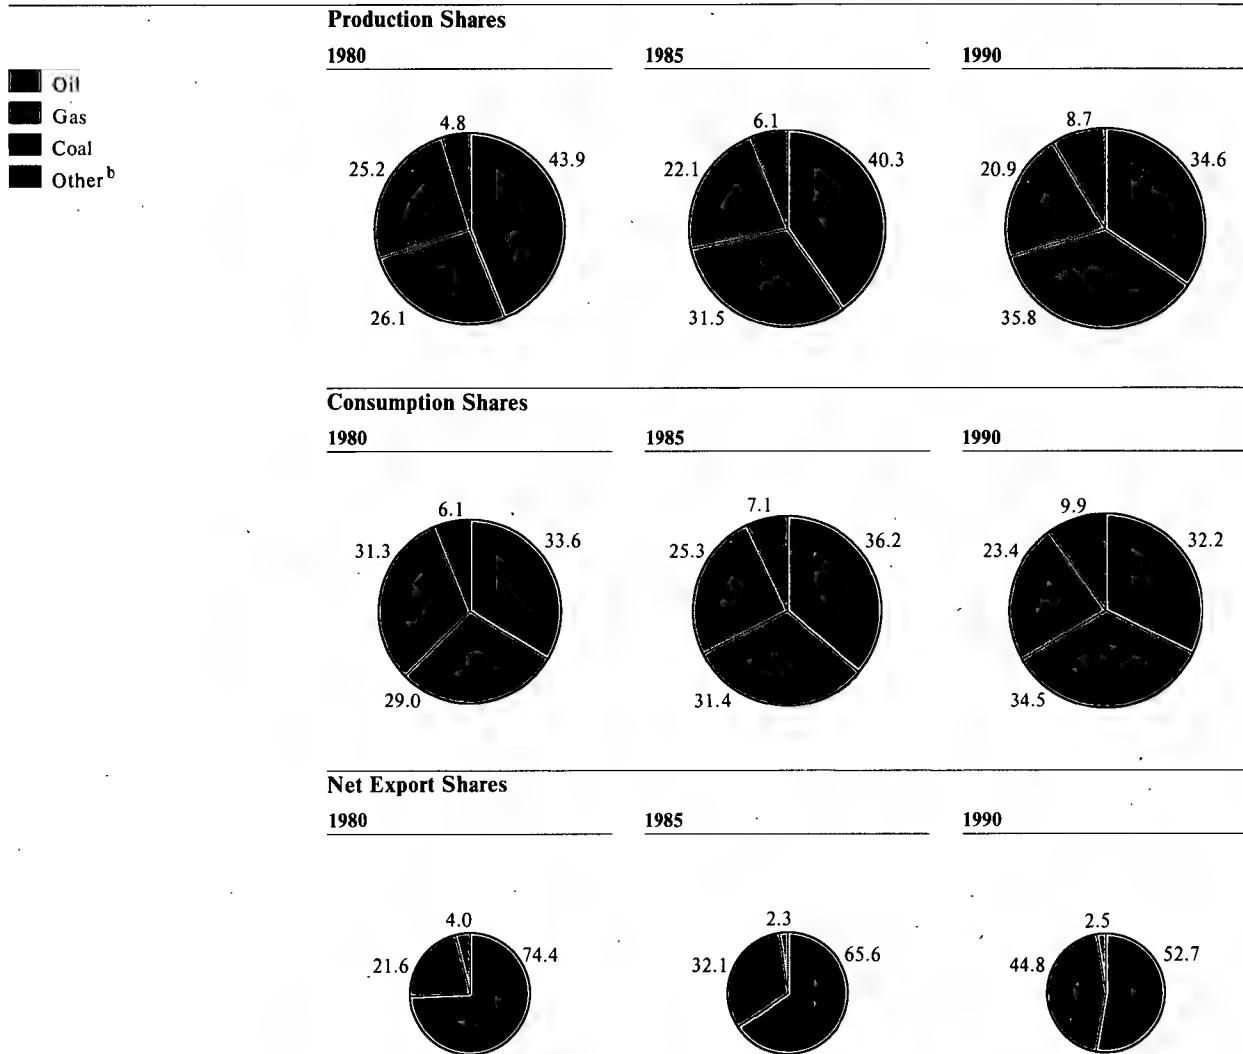 Production Shares
1980 1985 1990
Oil
Gas
Coal
Other b
4.8 43.9 25.2 26.1
6.1 40.3 22.1 31.5
8.7 34.6 20.9 35.8
Consumption Shares
1980 1985 1990
6.1 33.6 31.3 29.0
7.1 36.2 25.3 31.4
9.9 32.2 23.4 34.5
Net Export Shares
1980 1985 1990
4.0 74.4 21.6
2.3 65.6 32.1
2.5 52.7 44.8